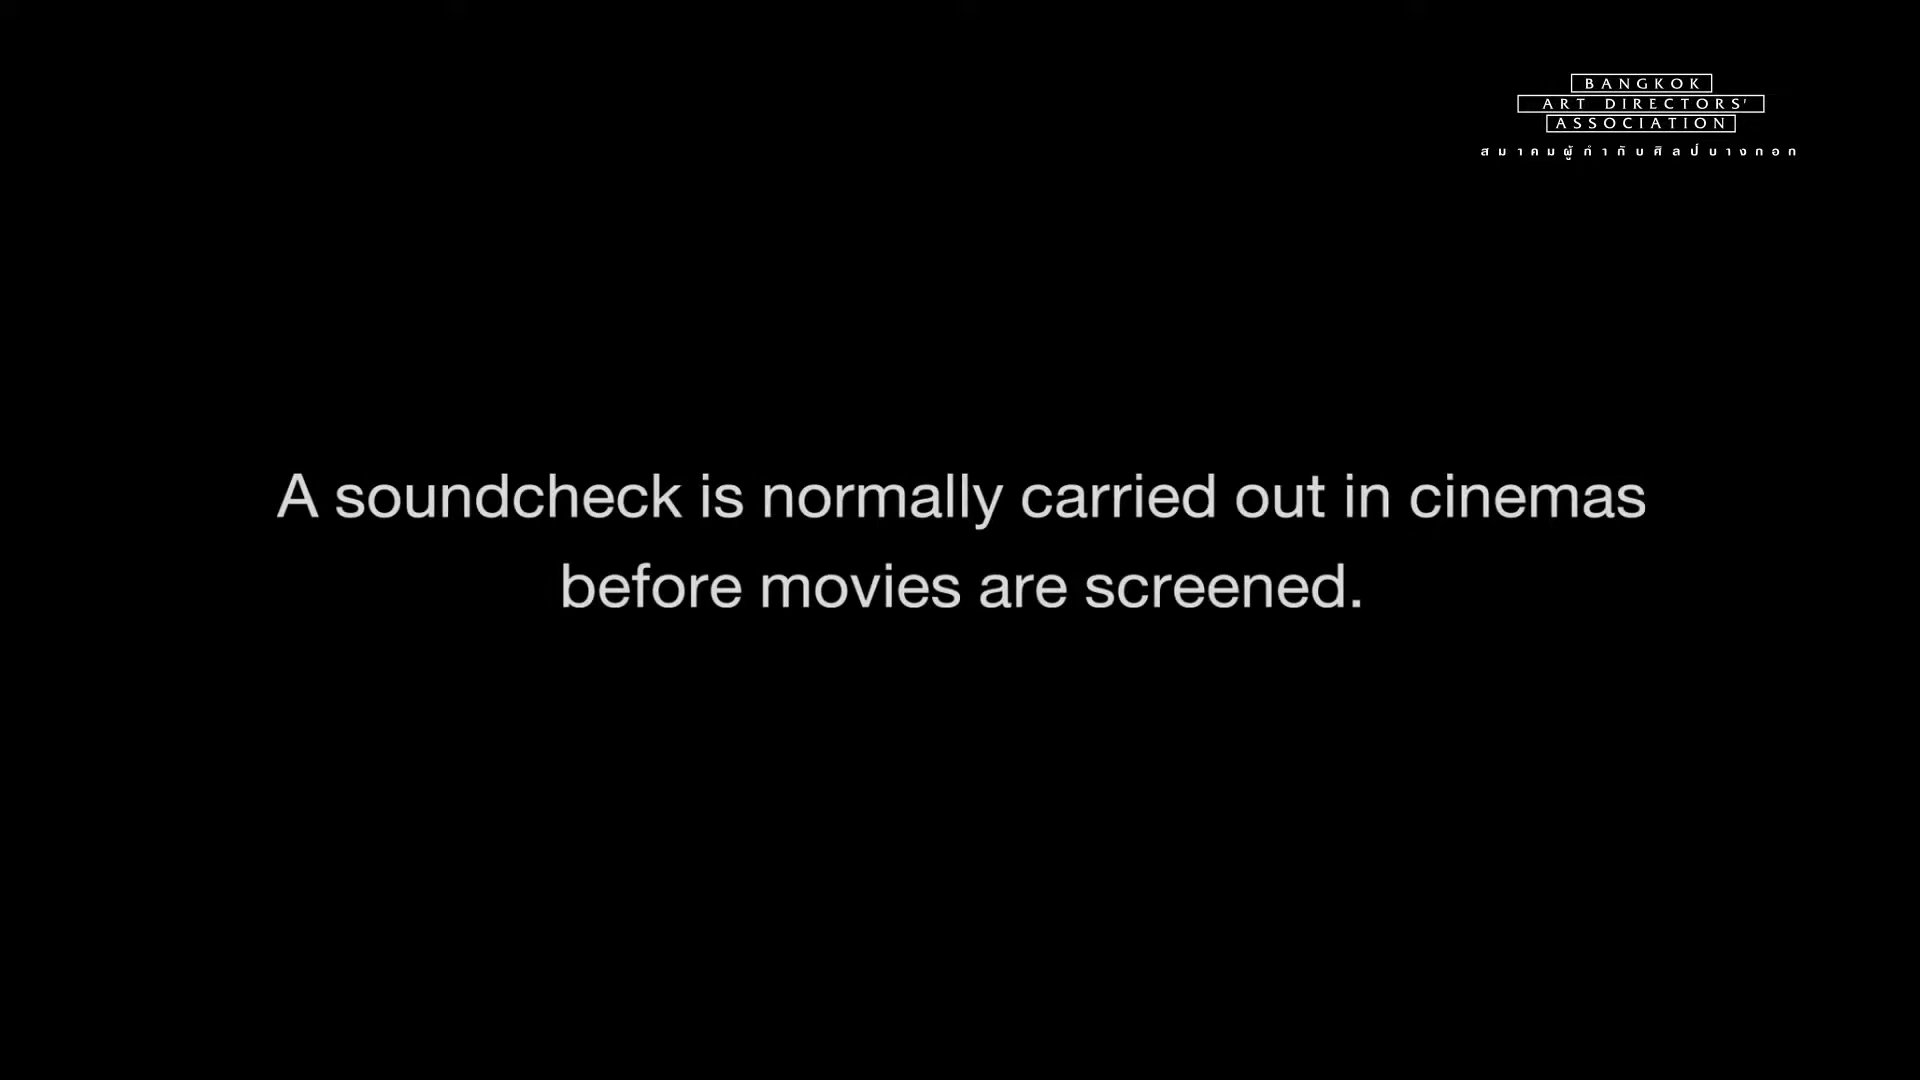 BANGKOK
ART DIRECTORS'
ASSOCIATION
สมาคมผู้กำกับศิลป์บางกอก
A soundcheck is normally carried out in cinemas
before movies are screened.